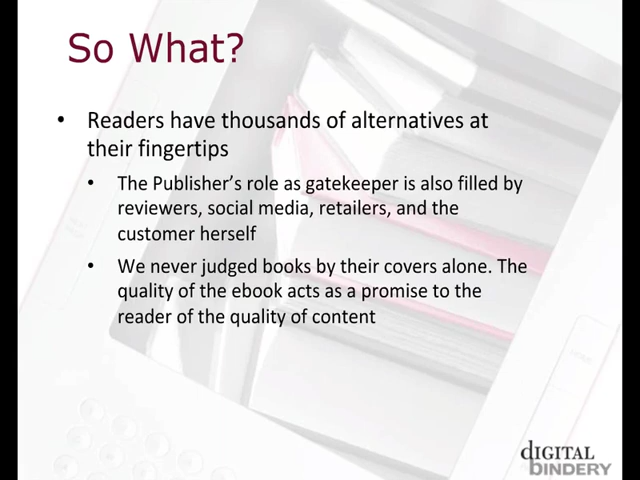 So What?
• Readers have thousands of alternatives at
their fingertips
• The Publisher's role as gatekeeper is also filled by
reviewers, social media, retailers, and the
customer herself
• We never judged books by their covers alone. The
quality of the ebook acts as a promise to the
reader of the quality of content
DIGITAL
BINDERY